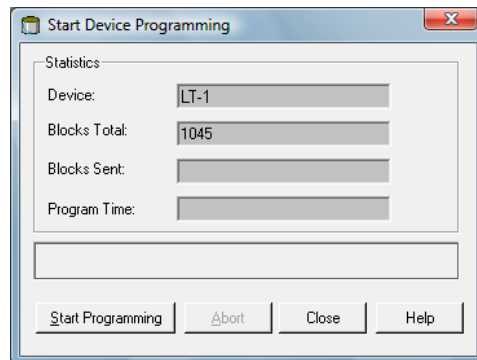 Start Device Programming
Statistics
Device: LT-1
Blocks Total: 1045
Blocks Sent:
Program Time:
Start Programming Abort Close Help